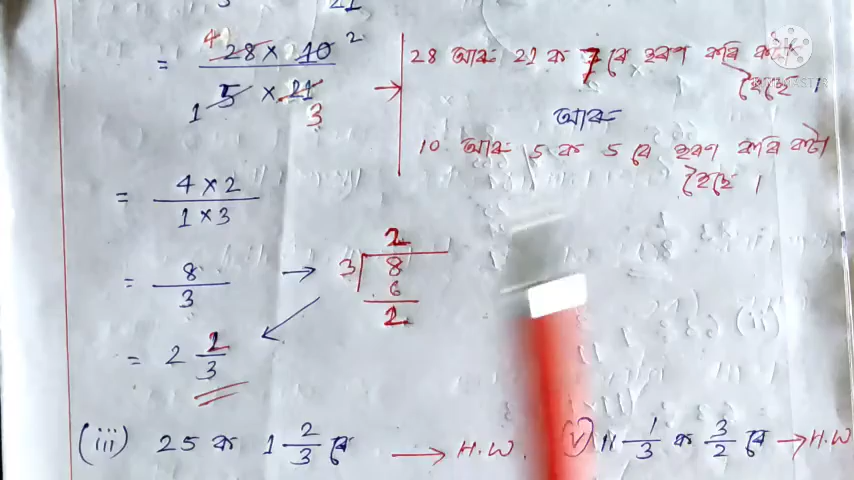 21
= 28 × 10 / 5 × 21
4 2
1 3
28 আৰু 21 ক 7 ৰে হৰণ কৰি কটা
হৈছে।
আৰু
10 আৰু 5 ক 5 ৰে হৰণ কৰি কটা
হৈছে।
= 4 × 2 / 1 × 3
= 8 / 3 → 3 8 2
6
2
= 2 2/3
(iii) 25 ক 1 2/3 ৰে → H.W.
(v) 11 1/3 ক 3/2 ৰে → H.W